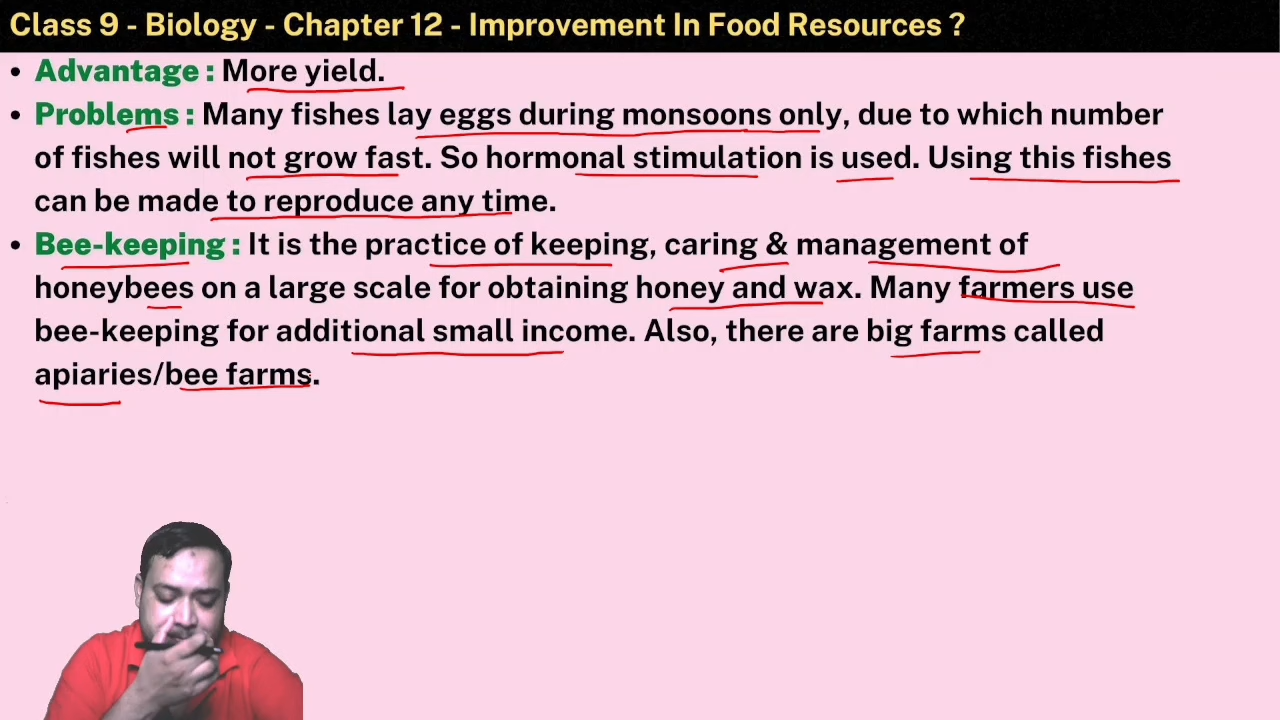 Class 9 - Biology - Chapter 12 - Improvement In Food Resources ?
• Advantage : More yield.
• Problems : Many fishes lay eggs during monsoons only, due to which number
of fishes will not grow fast. So hormonal stimulation is used. Using this fishes
can be made to reproduce any time.
• Bee-keeping : It is the practice of keeping, caring & management of
honeybees on a large scale for obtaining honey and wax. Many farmers use
bee-keeping for additional small income. Also, there are big farms called
apiaries/bee farms.